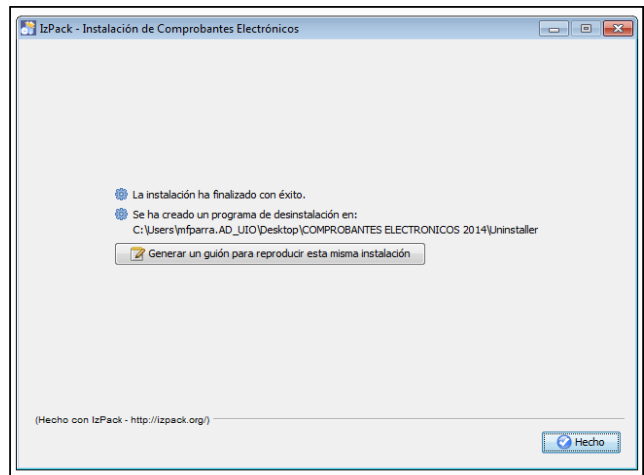 IzPack - Instalación de Comprobantes Electrónicos
La instalación ha finalizado con éxito.
Se ha creado un programa de desinstalación en:
C:\Users\mfparra.AD_UIO\Desktop\COMPROBANTES ELECTRONICOS 2014\Uninstaller
Generar un guión para reproducir esta misma instalación
(Hecho con IzPack - http://izpack.org/)
Hecho